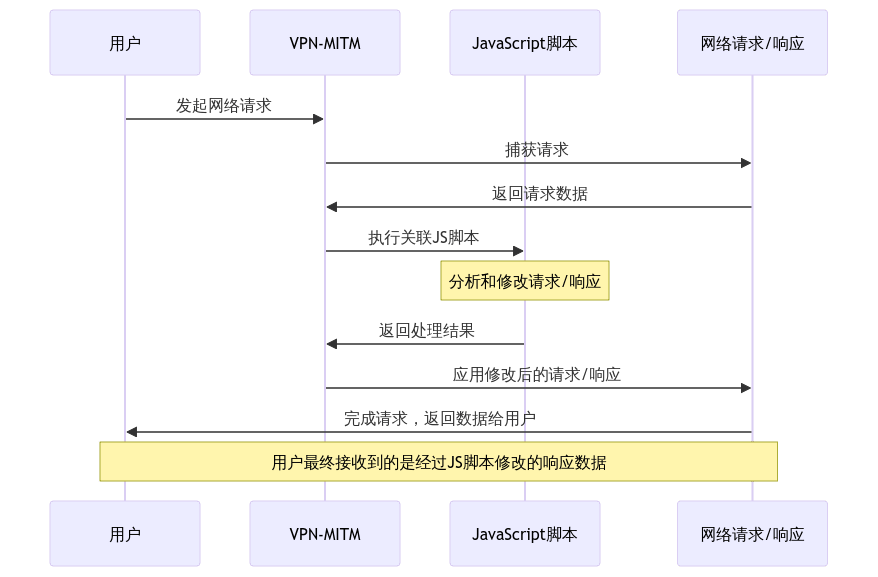 用户
VPN-MITM
JavaScript脚本
网络请求/响应
发起网络请求
捕获请求
返回请求数据
执行关联JS脚本
分析和修改请求/响应
返回处理结果
应用修改后的请求/响应
完成请求，返回数据给用户
用户最终接收到的是经过JS脚本修改的响应数据
用户
VPN-MITM
JavaScript脚本
网络请求/响应